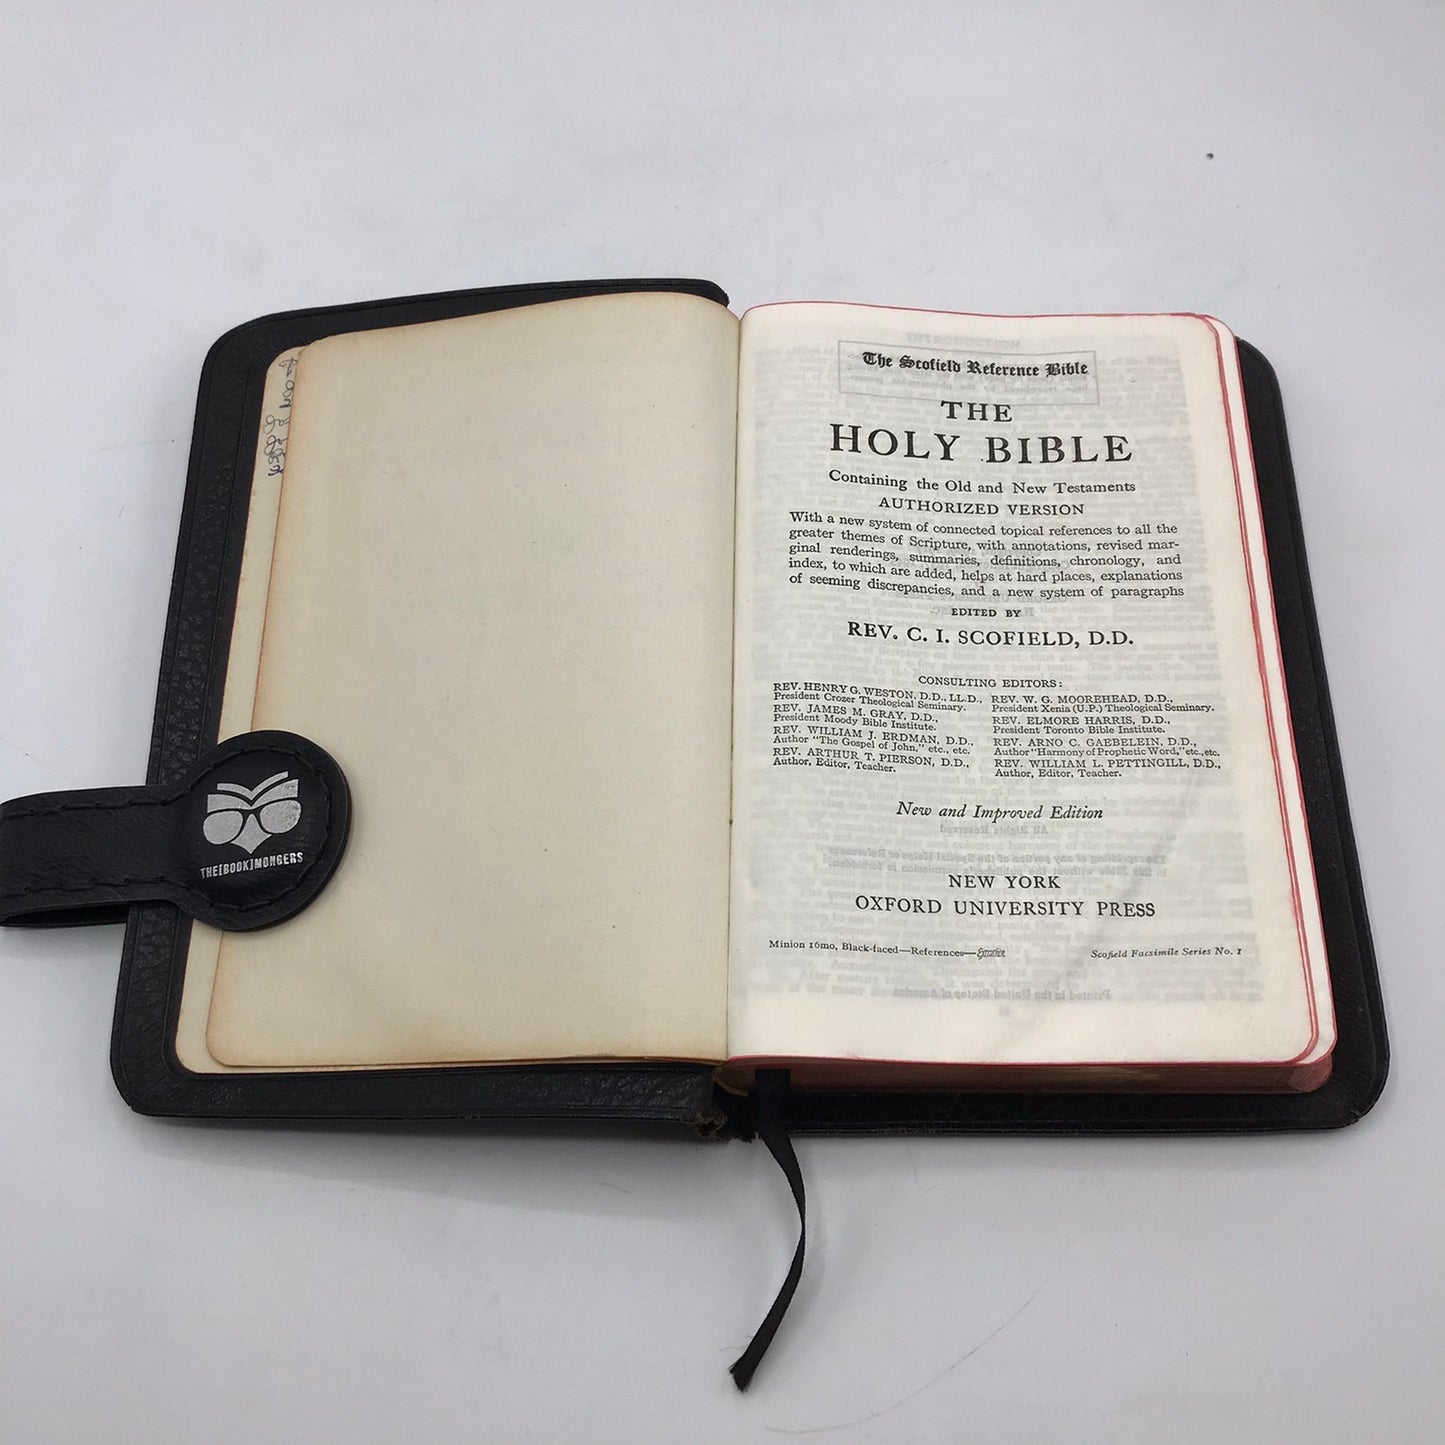 The Scofield Reference Bible
THE
HOLY BIBLE
Containing the Old and New Testaments
AUTHORIZED VERSION
With a new system of connected topical references to all the
greater themes of Scripture, with annotations, revised mar-
ginal renderings, summaries, definitions, chronology, and
index, to which are added, helps at hard places, explanations
of seeming discrepancies, and a new system of paragraphs
EDITED BY
REV. C. I. SCOFIELD, D.D.
CONSULTING EDITORS:
REV. HENRY G. WESTON, D.D., LL.D.,
President Crozer Theological Seminary.
REV. JAMES M. GRAY, D.D.,
President Moody Bible Institute.
REV. WILLIAM J. ERDMAN, D.D.,
Author "The Gospel of John," etc., etc.
REV. ARTHUR T. PIERSON, D.D.,
Author, Editor, Teacher.
REV. W. G. MOOREHEAD, D.D.,
President Xenia (U.P.) Theological Seminary.
REV. ELMORE HARRIS, D.D.,
President Toronto Bible Institute.
REV. ARNO C. GAEBELEIN, D.D.,
Author "Harmony of Prophetic Word," etc., etc.
REV. WILLIAM L. PETTINGILL, D.D.,
Author, Editor, Teacher.
New and Improved Edition
NEW YORK
OXFORD UNIVERSITY PRESS
Minion 16mo, Black-faced—References—
Scofield Facsimile Series No. 1
THE[BOOK]MONGERS